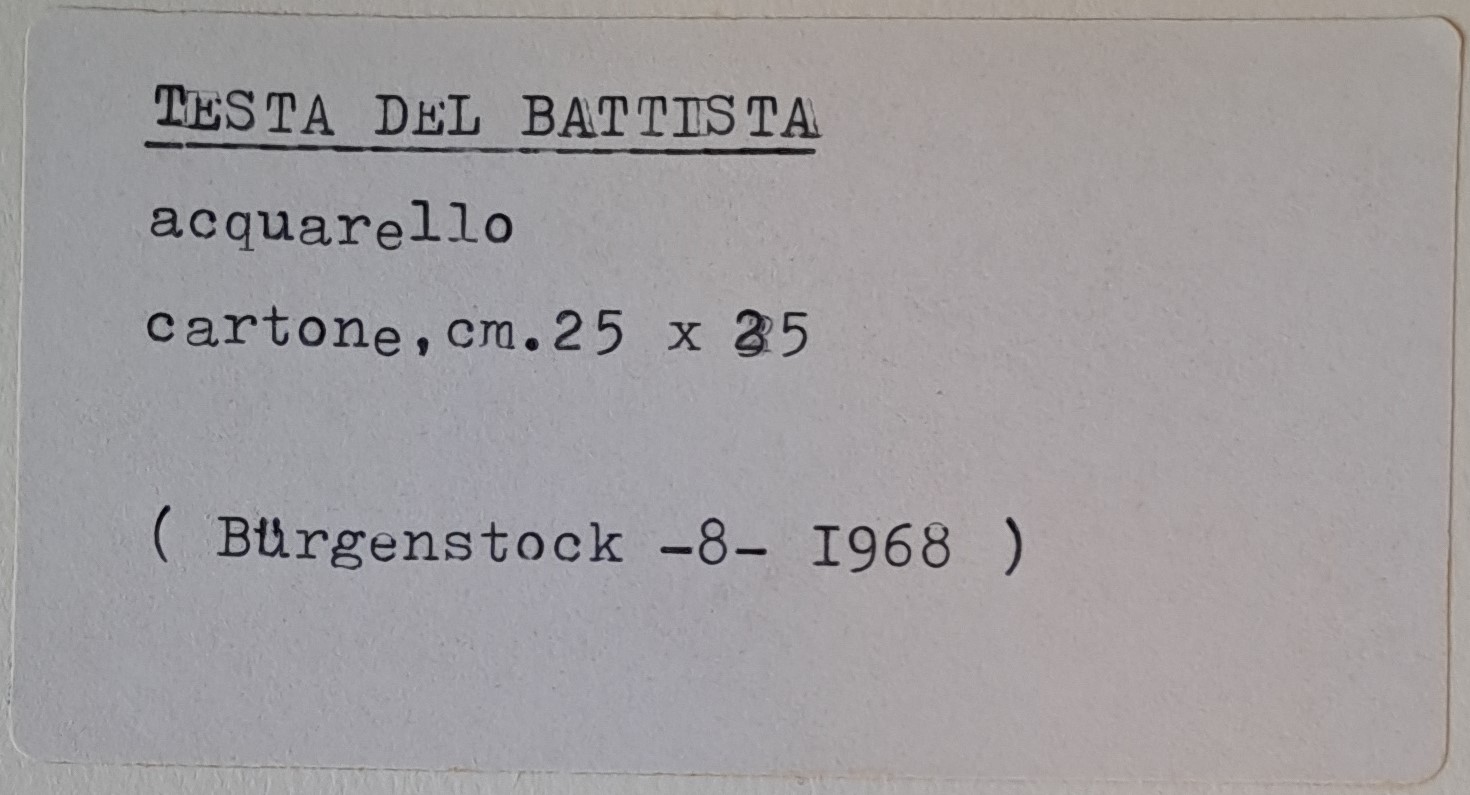 TESTA DEL BATTISTA
acquarello
cartone, cm. 25 x 35
( Bürgenstock -8- I968 )